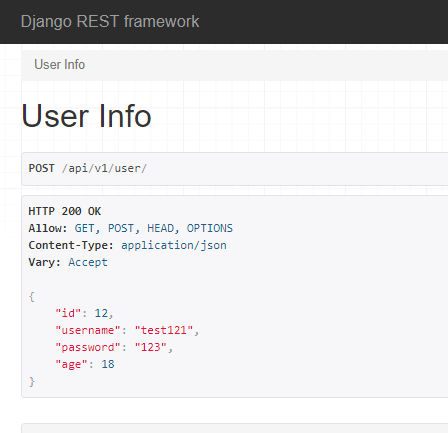 Django REST framework
User Info
User Info
POST /api/v1/user/
HTTP 200 OK
Allow: GET, POST, HEAD, OPTIONS
Content-Type: application/json
Vary: Accept
{
"id": 12,
"username": "test121",
"password": "123",
"age": 18
}